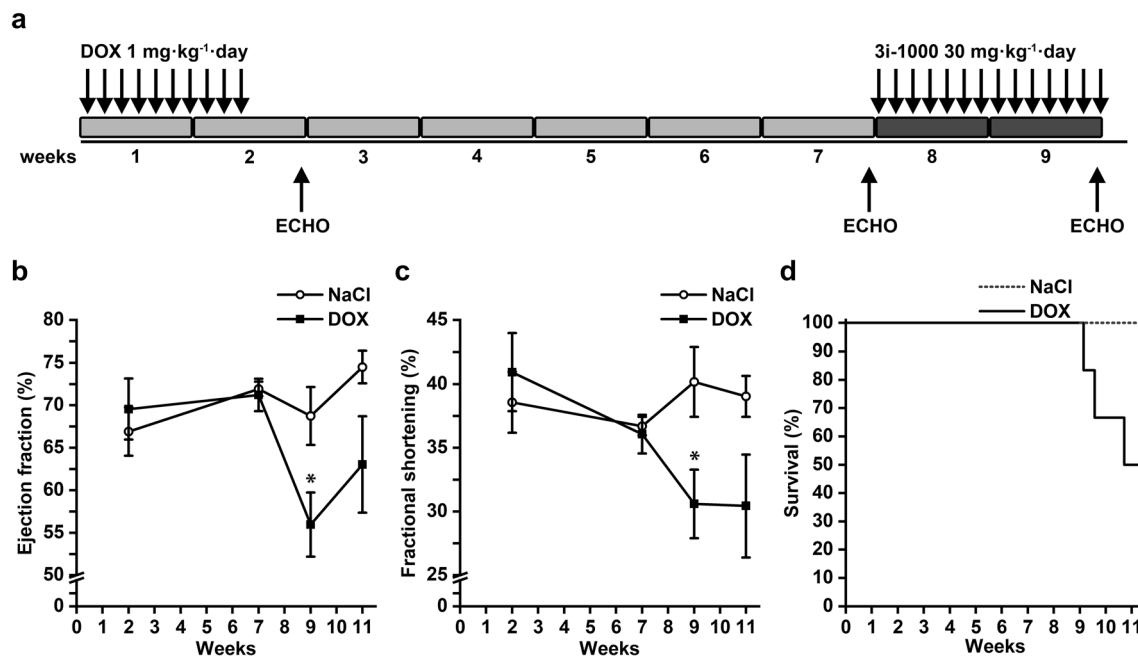 a
DOX 1 mg·kg⁻¹·day
3i-1000 30 mg·kg⁻¹·day
weeks 1 2 3 4 5 6 7 8 9
ECHO ECHO ECHO
b
NaCl
DOX
80
75
70
65
60
55
50
0
Ejection fraction (%)
0 1 2 4 5 6 7 8 9 11
Weeks
*
c
NaCl
DOX
45
40
35
30
25
0
Fractional shortening (%)
0 1 2 4 5 6 7 8 9 11
Weeks
*
d
NaCl
DOX
100
90
80
70
60
50
40
30
20
10
0
Survival (%)
0 1 2 4 5 6 7 8 9 10 11
Weeks